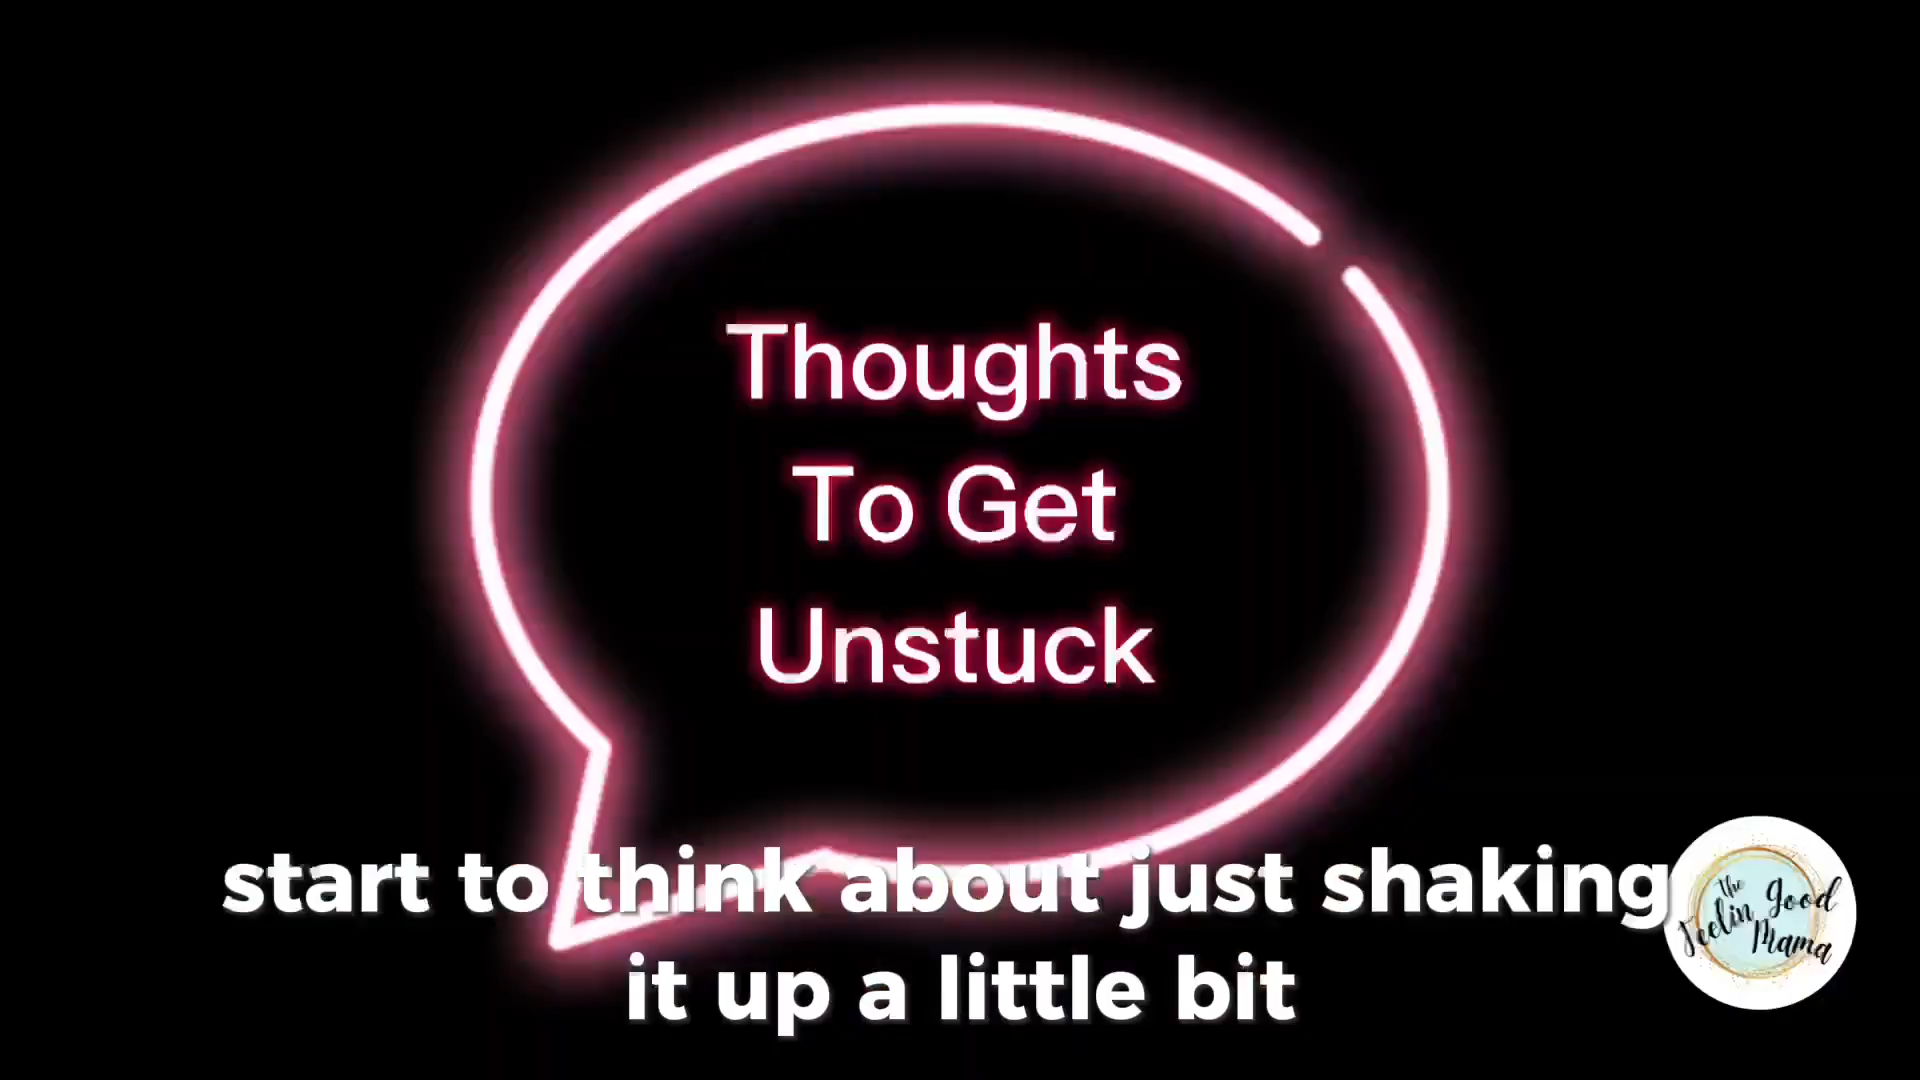 Thoughts
To Get
Unstuck
start to think about just shaking
it up a little bit
the
Feelin Good
Mama